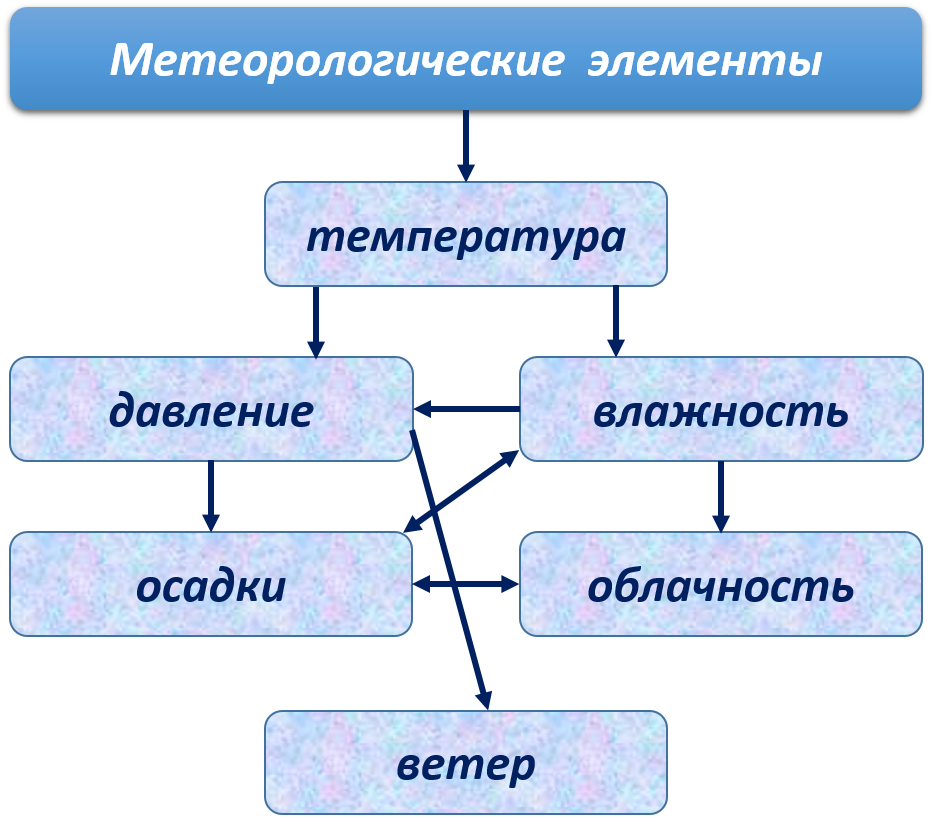 Метеорологические элементы
температура
давление
влажность
осадки
облачность
ветер